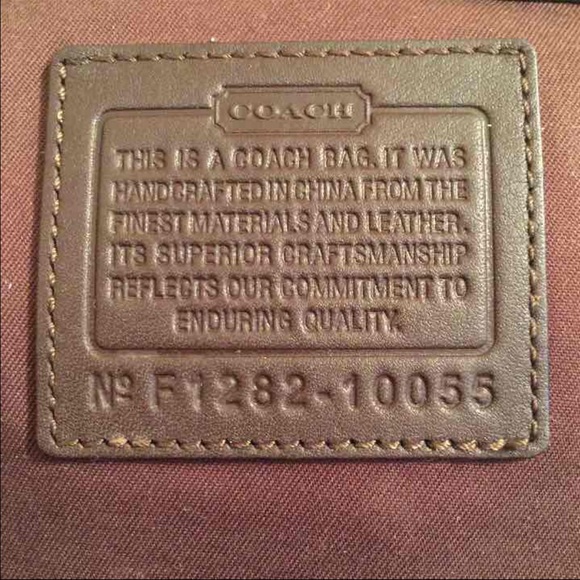 COACH
THIS IS A COACH BAG. IT WAS
HANDCRAFTED IN CHINA FROM THE
FINEST MATERIALS AND LEATHER.
ITS SUPERIOR CRAFTSMANSHIP
REFLECTS OUR COMMITMENT TO
ENDURING QUALITY.
Nº F1282-10055